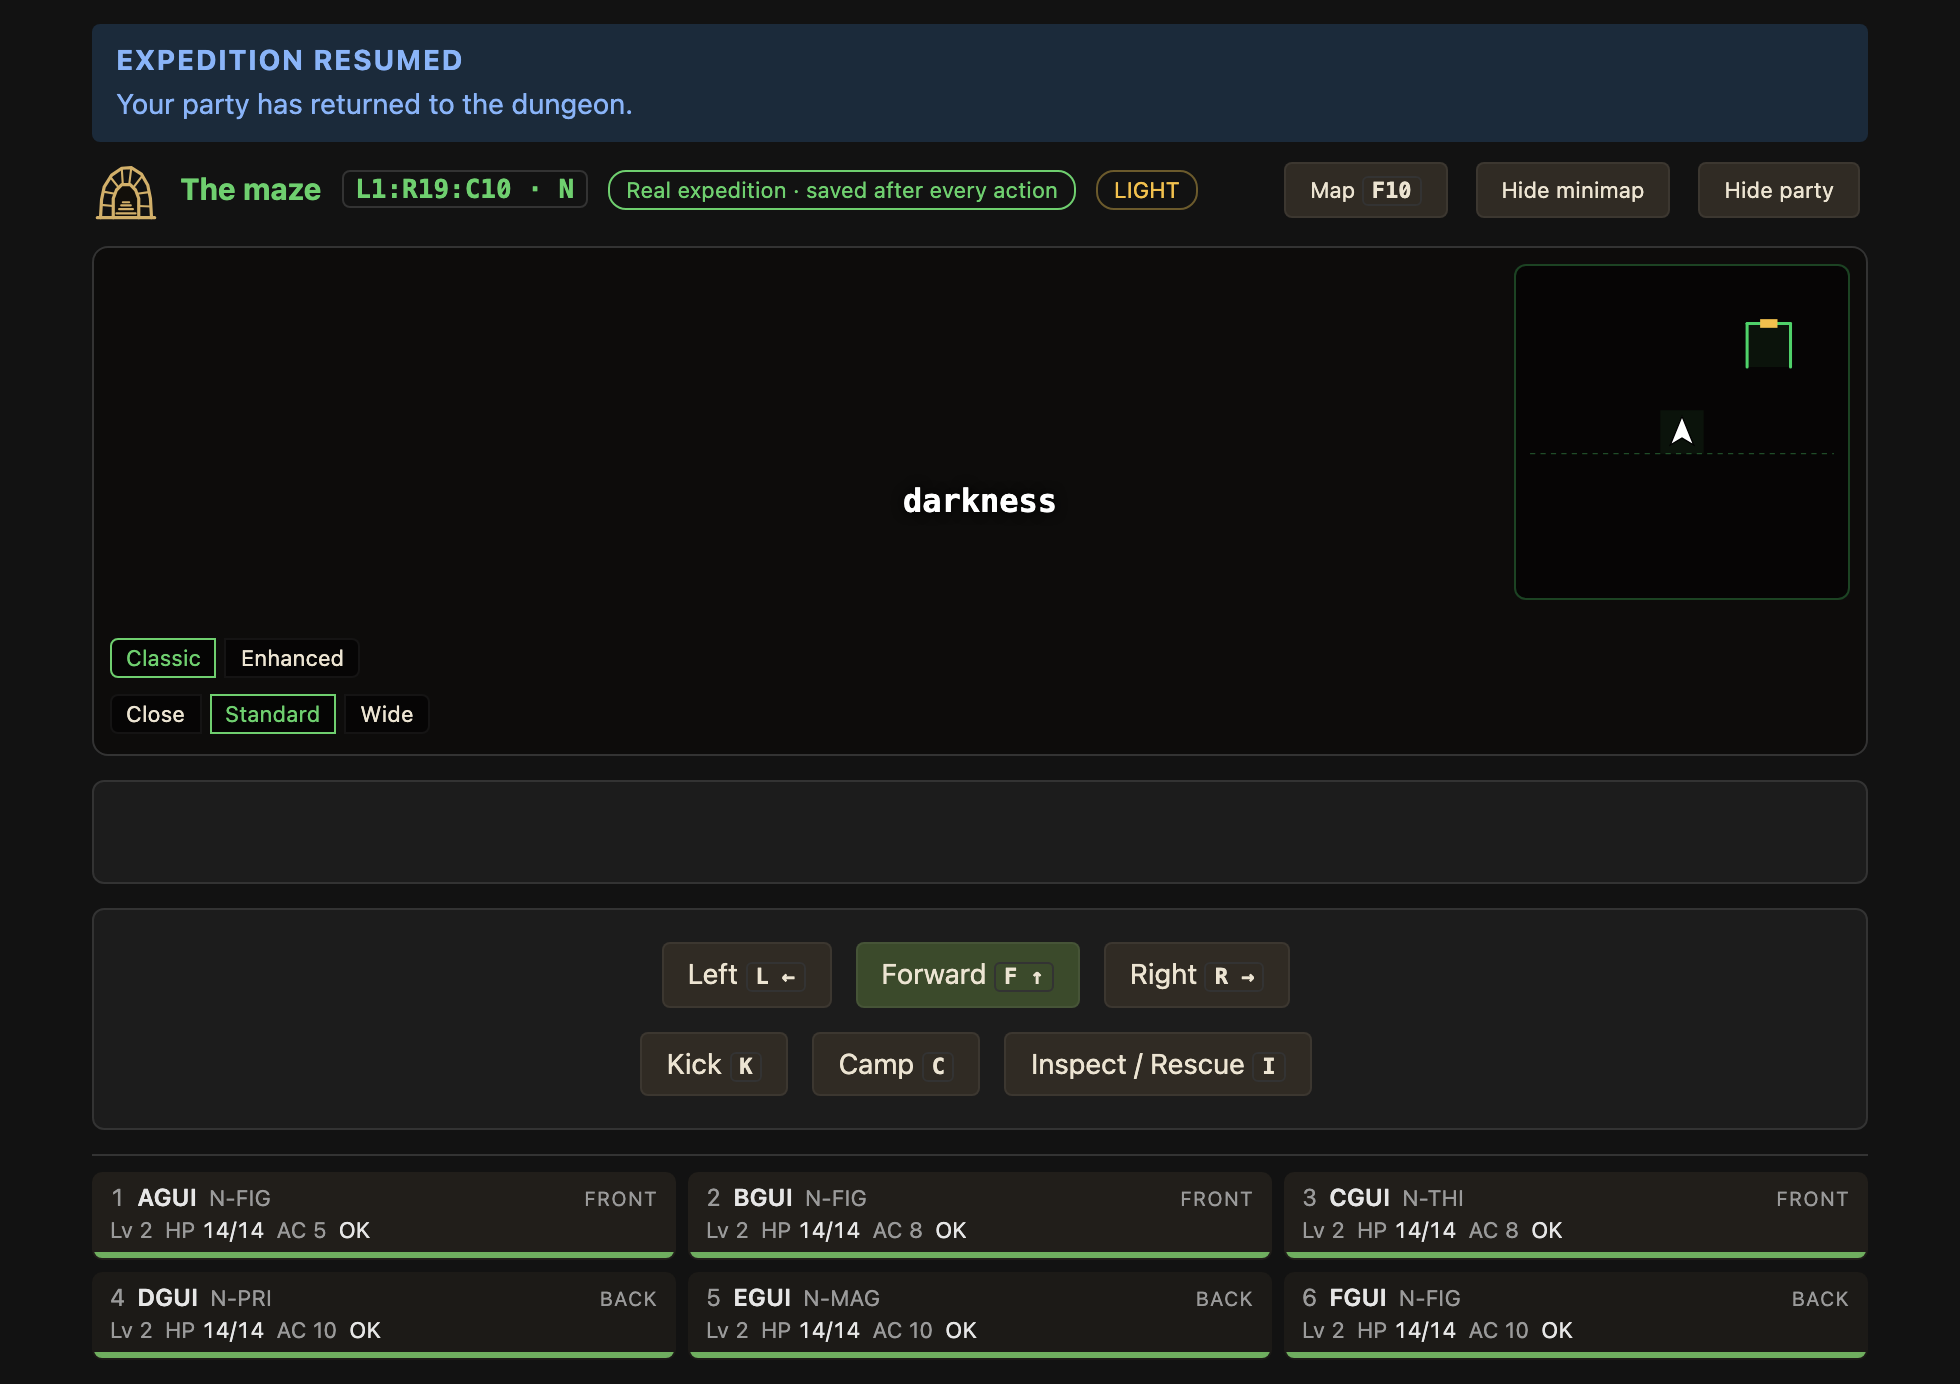 EXPEDITION RESUMED
Your party has returned to the dungeon.
The maze L1:R19:C10 · N Real expedition · saved after every action LIGHT Map F10 Hide minimap Hide party
darkness
Classic Enhanced
Close Standard Wide
Left L ← Forward F ↑ Right R →
Kick K Camp C Inspect / Rescue I
1 AGUI N-FIG FRONT
Lv 2 HP 14/14 AC 5 OK
2 BGUI N-FIG FRONT
Lv 2 HP 14/14 AC 8 OK
3 CGUI N-THI FRONT
Lv 2 HP 14/14 AC 8 OK
4 DGUI N-PRI BACK
Lv 2 HP 14/14 AC 10 OK
5 EGUI N-MAG BACK
Lv 2 HP 14/14 AC 10 OK
6 FGUI N-FIG BACK
Lv 2 HP 14/14 AC 10 OK